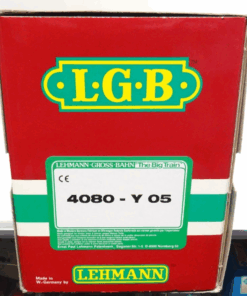 L·G·B
LEHMANN·GROSS·BAHN The Big Train
CE
4080 - Y 05
Made in
W.-Germany by
LEHMANN